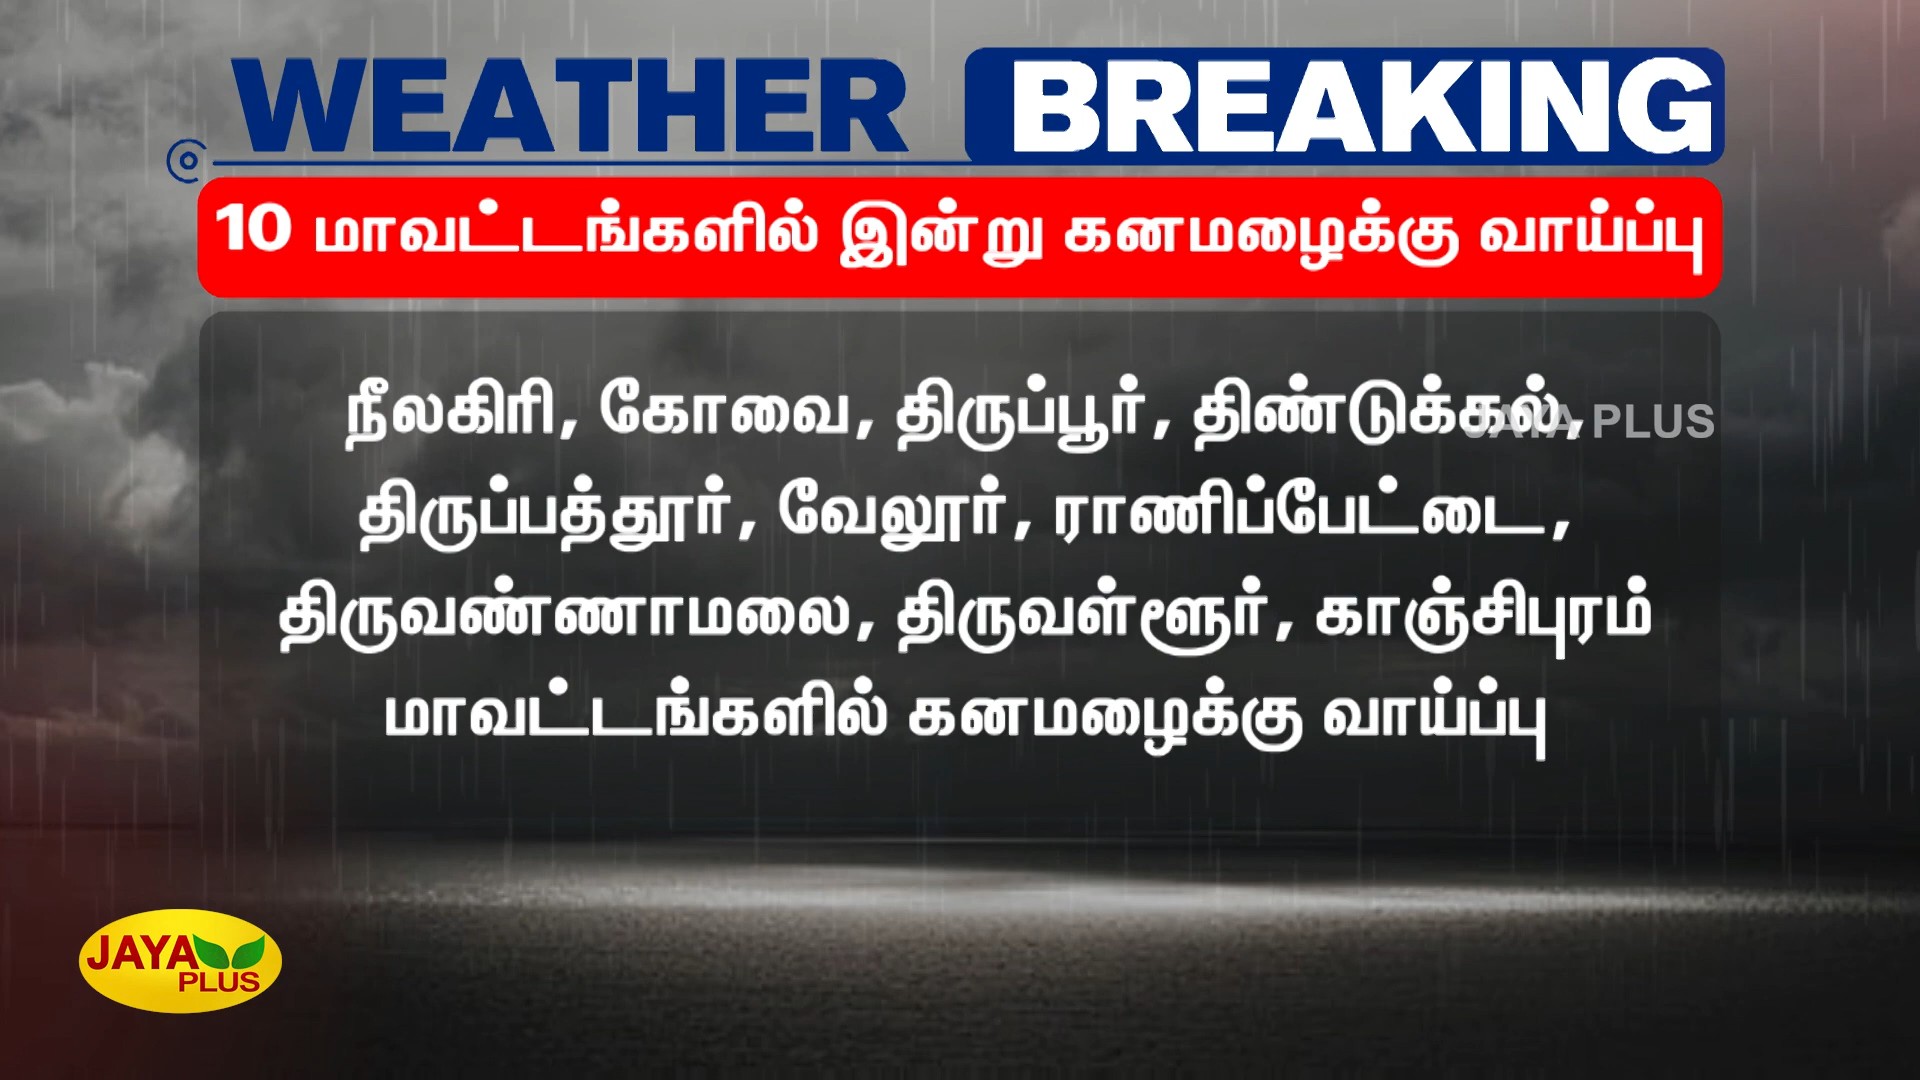 WEATHER BREAKING
10 மாவட்டங்களில் இன்று கனமழைக்கு வாய்ப்பு
நீலகிரி, கோவை, திருப்பூர், திண்டுக்கல்,
JAYA PLUS
திருப்பத்தூர், வேலூர், ராணிப்பேட்டை,
திருவண்ணாமலை, திருவள்ளூர், காஞ்சிபுரம்
மாவட்டங்களில் கனமழைக்கு வாய்ப்பு
JAYA
PLUS